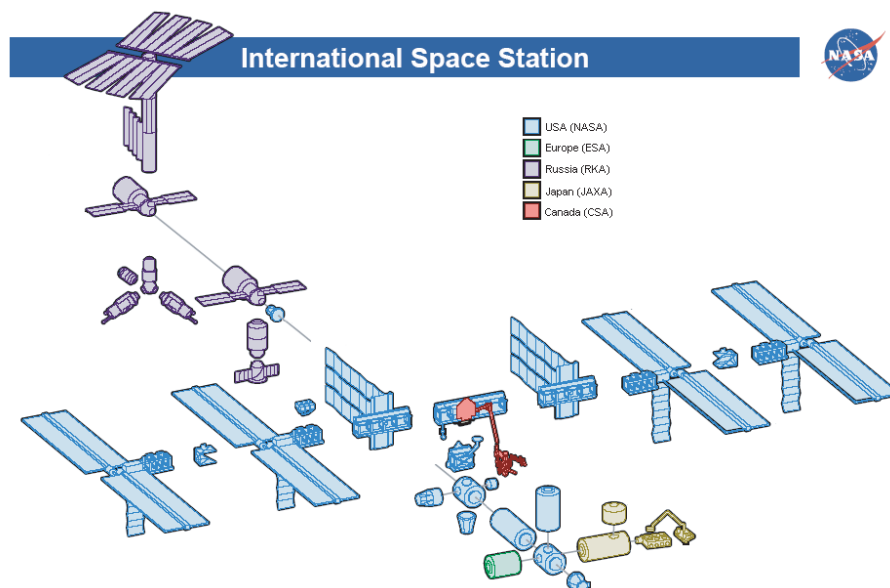 International Space Station
NASA
USA (NASA)
Europe (ESA)
Russia (RKA)
Japan (JAXA)
Canada (CSA)